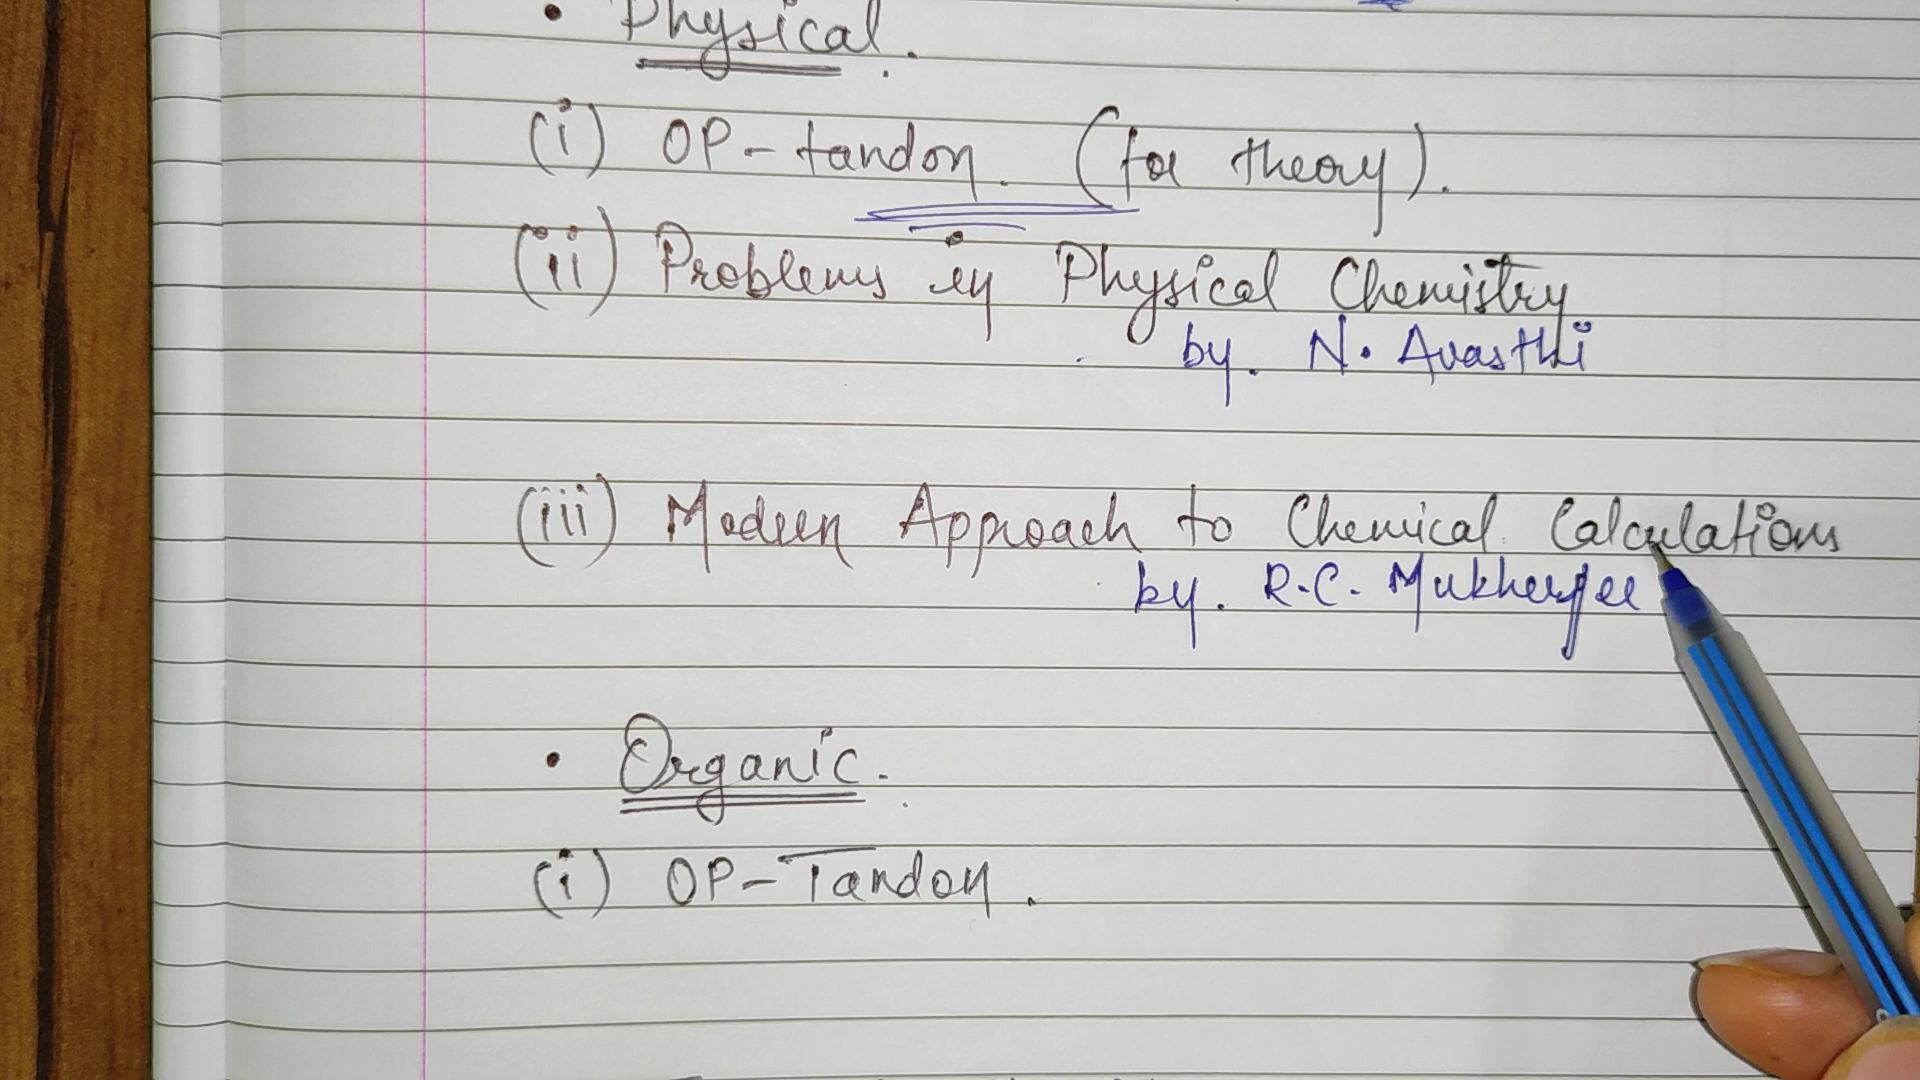 • Physical.
(i) OP-tandon. (for theory).
(ii) Problems in Physical Chemistry
by. N. Avasthi
(iii) Modern Approach to Chemical Calculations
by. R.C. Mukherjee
• Organic.
(i) OP-Tandon.